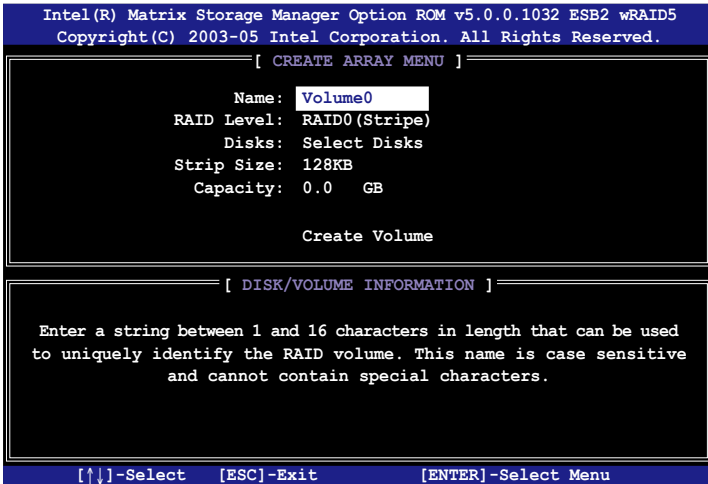 Intel(R) Matrix Storage Manager Option ROM v5.0.0.1032 ESB2 wRAID5
Copyright(C) 2003-05 Intel Corporation. All Rights Reserved.
[ CREATE ARRAY MENU ]
Name: Volume0
RAID Level: RAID0(Stripe)
Disks: Select Disks
Strip Size: 128KB
Capacity: 0.0 GB
Create Volume
[ DISK/VOLUME INFORMATION ]
Enter a string between 1 and 16 characters in length that can be used
to uniquely identify the RAID volume. This name is case sensitive
and cannot contain special characters.
[↑↓]-Select [ESC]-Exit [ENTER]-Select Menu